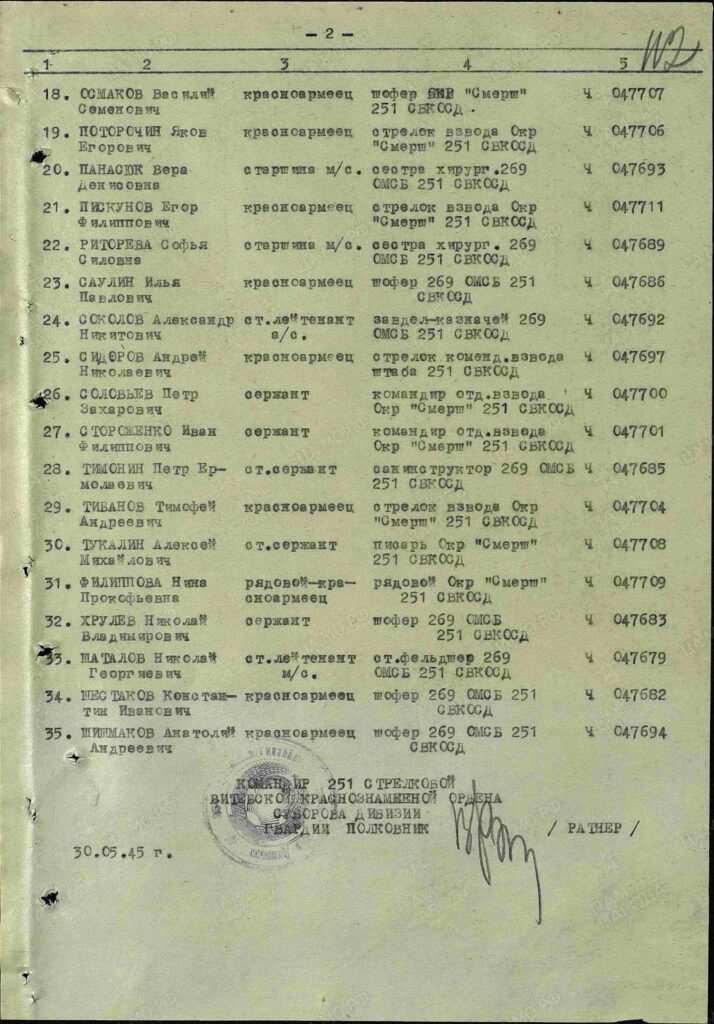 - 2 -
1 2 3 4 5
18. ОСМАКОВ Василий красноармеец шофер ОКР "Смерш" Ч 047707
Семенович 251 СВКОСД.
19. ПОТОРОЧИН Яков красноармеец стрелок взвода Окр Ч 047706
Егорович "Смерш" 251 СВКОСД
20. ПАНАСЮК Вера старшина м/с. сестра хирург.269 Ч 047693
Денисовна ОМСБ 251 СВКОСД
21. ПИСКУНОВ Егор красноармеец стрелок взвода Окр Ч 047711
Филиппович "Смерш" 251 СВКОСД
22. РИТОРЕВА Софья старшина м/с. сестра хирург. 269 Ч 047689
Силовна ОМСБ 251 СВКОСД
23. САУЛИН Илья красноармеец шофер 269 ОМСБ 251 Ч 047686
Павлович СВКОСД
24. СОКОЛОВ Александр ст.лейтенант завдел-казначей 269 Ч 047692
Никитович а/с. ОМСБ 251 СВКОСД
25. СИДОРОВ Андрей красноармеец стрелок коменд.взвода Ч 047697
Николаевич штаба 251 СВКОСД
26. СОЛОВЬЕВ Петр сержант командир отд.взвода Ч 047700
Захарович Окр "Смерш" 251 СВКОСД
27. СТОРОЖЕНКО Иван сержант командир отд.взвода Ч 047701
Филиппович Окр "Смерш" 251 СВКОСД
28. ТИМОНИН Петр Ер- ст.сержант санинструктор 269 ОМСБ Ч 047685
молаевич 251 СВКОСД
29. ТИБАНОВ Тимофей красноармеец стрелок взвода Окр Ч 047704
Андреевич "Смерш" 251 СВКОСД
30. ТУКАЛИН Алексей ст.сержант писарь Окр "Смерш" Ч 047708
Михайлович 251 СВКОСД
31. ФИЛИППОВА Нина рядовой-кра- рядовой Окр "Смерш" Ч 047709
Прокофьевна сноармеец 251 СВКОСД
32. ХРУЛЕВ Николай сержант шофер 269 ОМСБ Ч 047683
Владимирович 251 СВКОСД
33. ШАТАЛОВ Николай ст.лейтенант ст.фельдшер 269 Ч 047679
Георгиевич м/с. ОМСБ 251 СВКОСД
34. ШЕСТАКОВ Констан- красноармеец шофер 269 ОМСБ 251 Ч 047682
тин Иванович СВКОСД
35. ШИШМАКОВ Анатолий красноармеец шофер 269 ОМСБ 251 Ч 047694
Андреевич СВКОСД
КОМАНДИР 251 СТРЕЛКОВОЙ
ВИТЕБСКОЙ КРАСНОЗНАМЕННОЙ ОРДЕНА
СУВОРОВА ДИВИЗИИ
ГВАРДИИ ПОЛКОВНИК / РАТНЕР /
30.05.45 г.